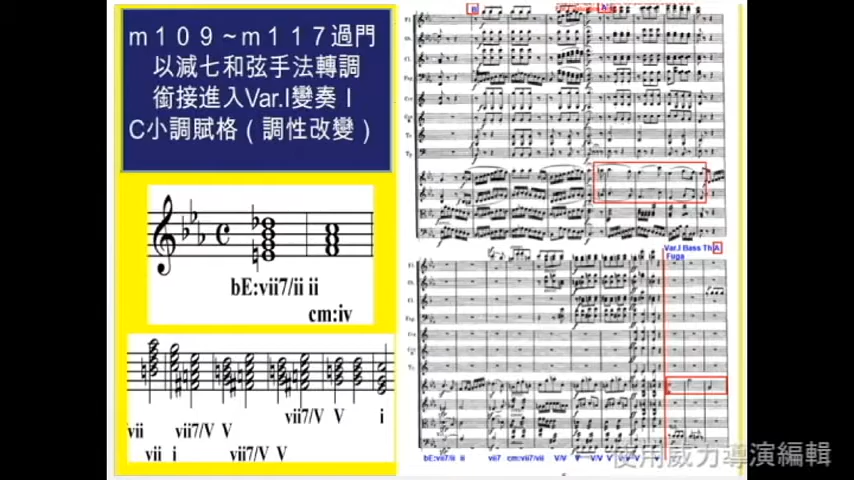 m109~m117過門
以減七和弦手法轉調
銜接進入Var.I變奏I
C小調賦格(調性改變)
bE:vii7/ii ii
cm:iv
vii7/V V i
vii vii7/V V
vii i vii7/V V
B
A
Var.I Bass Th A
Fuga
bE:vii7/ii ii vii7 cm:vii7/vii V/V
使用威力導演編輯